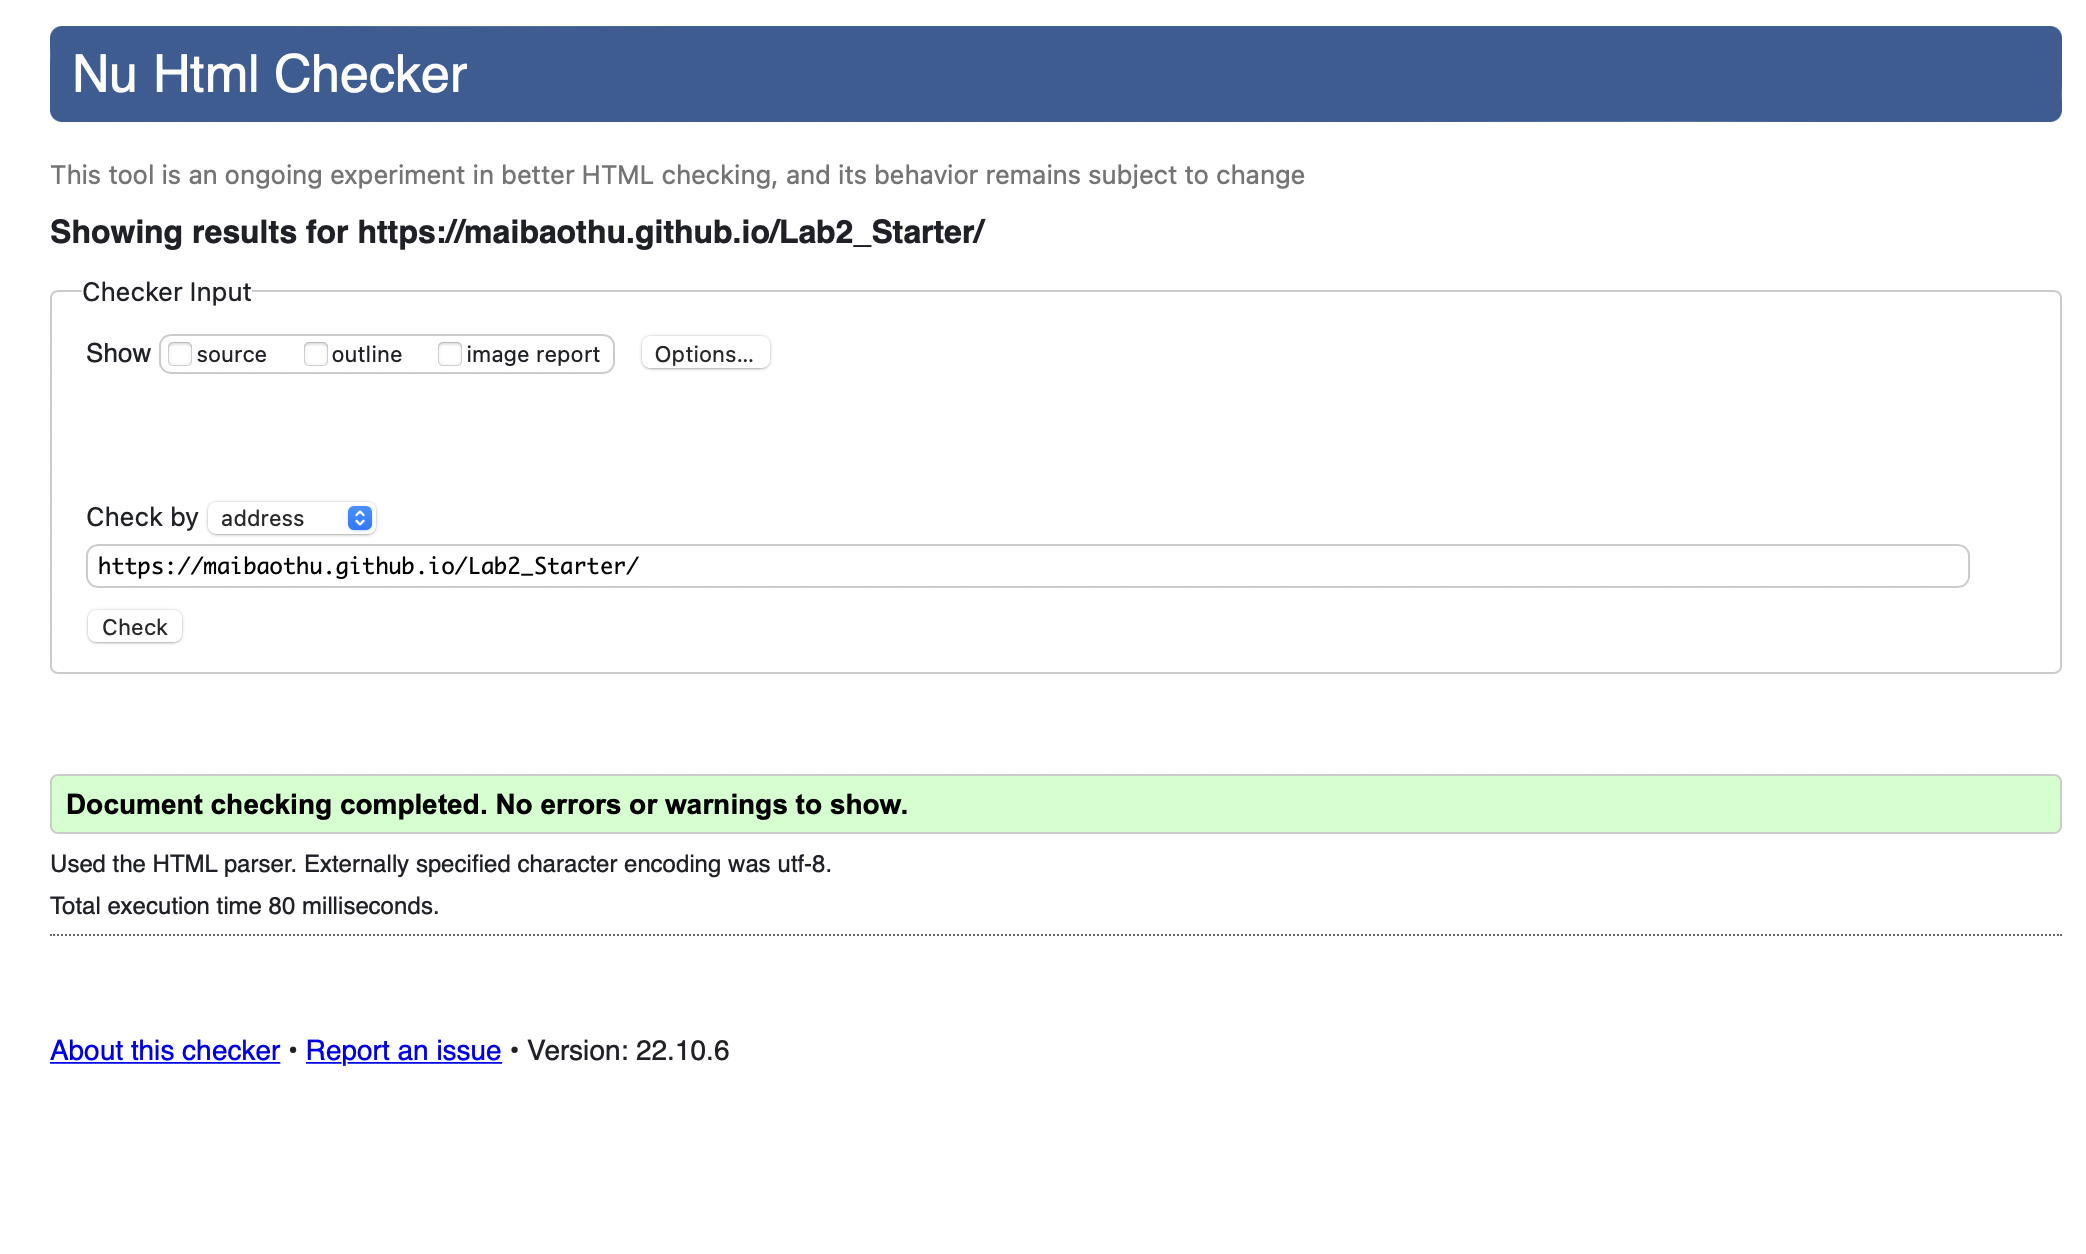 Nu Html Checker
This tool is an ongoing experiment in better HTML checking, and its behavior remains subject to change
Showing results for https://maibaothu.github.io/Lab2_Starter/
Checker Input
Show source outline image report Options...
Check by address
https://maibaothu.github.io/Lab2_Starter/
Check
Document checking completed. No errors or warnings to show.
Used the HTML parser. Externally specified character encoding was utf-8.
Total execution time 80 milliseconds.
About this checker • Report an issue • Version: 22.10.6